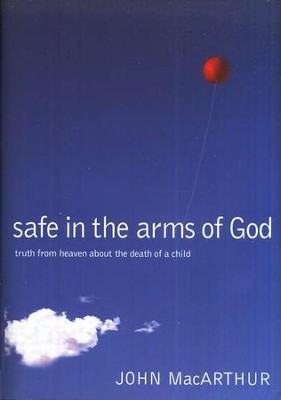 safe in the arms of God
truth from heaven about the death of a child
JOHN MacARTHUR